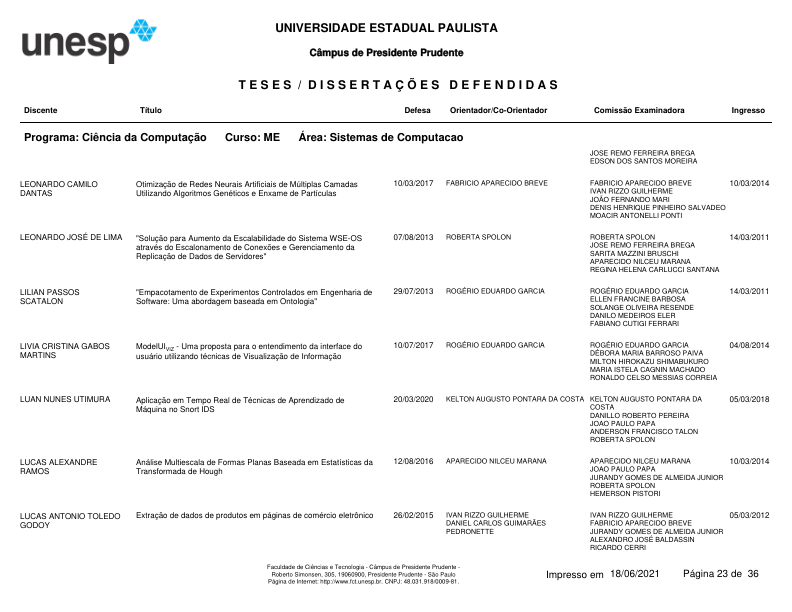 unesp
UNIVERSIDADE ESTADUAL PAULISTA
Câmpus de Presidente Prudente
TESES / DISSERTAÇÕES DEFENDIDAS
Discente Título Defesa Orientador/Co-Orientador Comissão Examinadora Ingresso
Programa: Ciência da Computação Curso: ME Área: Sistemas de Computacao
JOSE REMO FERREIRA BREGA
EDSON DOS SANTOS MOREIRA
LEONARDO CAMILO DANTAS
Otimização de Redes Neurais Artificiais de Múltiplas Camadas
Utilizando Algoritmos Genéticos e Enxame de Partículas
10/03/2017
FABRICIO APARECIDO BREVE
FABRICIO APARECIDO BREVE
IVAN RIZZO GUILHERME
JOÃO FERNANDO MARI
DENIS HENRIQUE PINHEIRO SALVADEO
MOACIR ANTONELLI PONTI
10/03/2014
LEONARDO JOSÉ DE LIMA
"Solução para Aumento da Escalabilidade do Sistema WSE-OS
através do Escalonamento de Conexões e Gerenciamento da
Replicação de Dados de Servidores"
07/08/2013
ROBERTA SPOLON
ROBERTA SPOLON
JOSE REMO FERREIRA BREGA
SARITA MAZZINI BRUSCHI
APARECIDO NILCEU MARANA
REGINA HELENA CARLUCCI SANTANA
14/03/2011
LILIAN PASSOS
SCATALON
"Empacotamento de Experimentos Controlados em Engenharia de
Software: Uma abordagem baseada em Ontologia"
29/07/2013
ROGÉRIO EDUARDO GARCIA
ROGÉRIO EDUARDO GARCIA
ELLEN FRANCINE BARBOSA
SOLANGE OLIVEIRA RESENDE
DANILO MEDEIROS ELER
FABIANO CUTIGI FERRARI
14/03/2011
LIVIA CRISTINA GABOS
MARTINS
ModelUIViz - Uma proposta para o entendimento da interface do
usuário utilizando técnicas de Visualização de Informação
10/07/2017
ROGÉRIO EDUARDO GARCIA
ROGÉRIO EDUARDO GARCIA
DÉBORA MARIA BARROSO PAIVA
MILTON HIROKAZU SHIMABUKURO
MARIA ISTELA CAGNIN MACHADO
RONALDO CELSO MESSIAS CORREIA
04/08/2014
LUAN NUNES UTIMURA
Aplicação em Tempo Real de Técnicas de Aprendizado de
Máquina no Snort IDS
20/03/2020
KELTON AUGUSTO PONTARA DA COSTA
KELTON AUGUSTO PONTARA DA
COSTA
DANILLO ROBERTO PEREIRA
JOAO PAULO PAPA
ANDERSON FRANCISCO TALON
ROBERTA SPOLON
05/03/2018
LUCAS ALEXANDRE
RAMOS
Análise Multiescala de Formas Planas Baseada em Estatísticas da
Transformada de Hough
12/08/2016
APARECIDO NILCEU MARANA
APARECIDO NILCEU MARANA
JOAO PAULO PAPA
JURANDY GOMES DE ALMEIDA JUNIOR
ROBERTA SPOLON
HEMERSON PISTORI
10/03/2014
LUCAS ANTONIO TOLEDO
GODOY
Extração de dados de produtos em páginas de comércio eletrônico
26/02/2015
IVAN RIZZO GUILHERME
DANIEL CARLOS GUIMARÃES
PEDRONETTE
IVAN RIZZO GUILHERME
FABRICIO APARECIDO BREVE
JURANDY GOMES DE ALMEIDA JUNIOR
ALEXANDRO JOSÉ BALDASSIN
RICARDO CERRI
05/03/2012
Faculdade de Ciências e Tecnologia - Câmpus de Presidente Prudente -
Roberto Simonsen, 305, 19060900, Presidente Prudente - São Paulo
Página de Internet: http://www.fct.unesp.br. CNPJ: 48.031.918/0009-81.
Impresso em 18/06/2021 Página 23 de 36